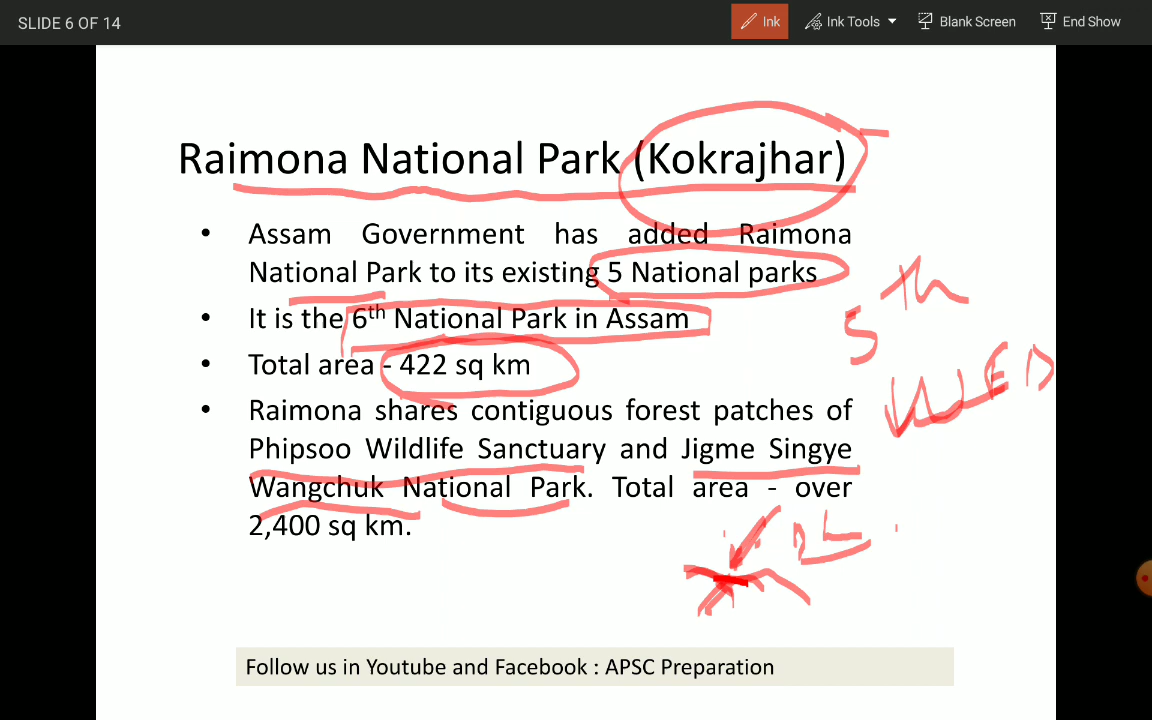 SLIDE 6 OF 14
Ink
Ink Tools
Blank Screen
End Show
Raimona National Park (Kokrajhar)
• Assam Government has added Raimona
National Park to its existing 5 National parks
• It is the 6th National Park in Assam
• Total area - 422 sq km
• Raimona shares contiguous forest patches of
Phipsoo Wildlife Sanctuary and Jigme Singye
Wangchuk National Park. Total area - over
2,400 sq km.
5th
WED
Follow us in Youtube and Facebook : APSC Preparation